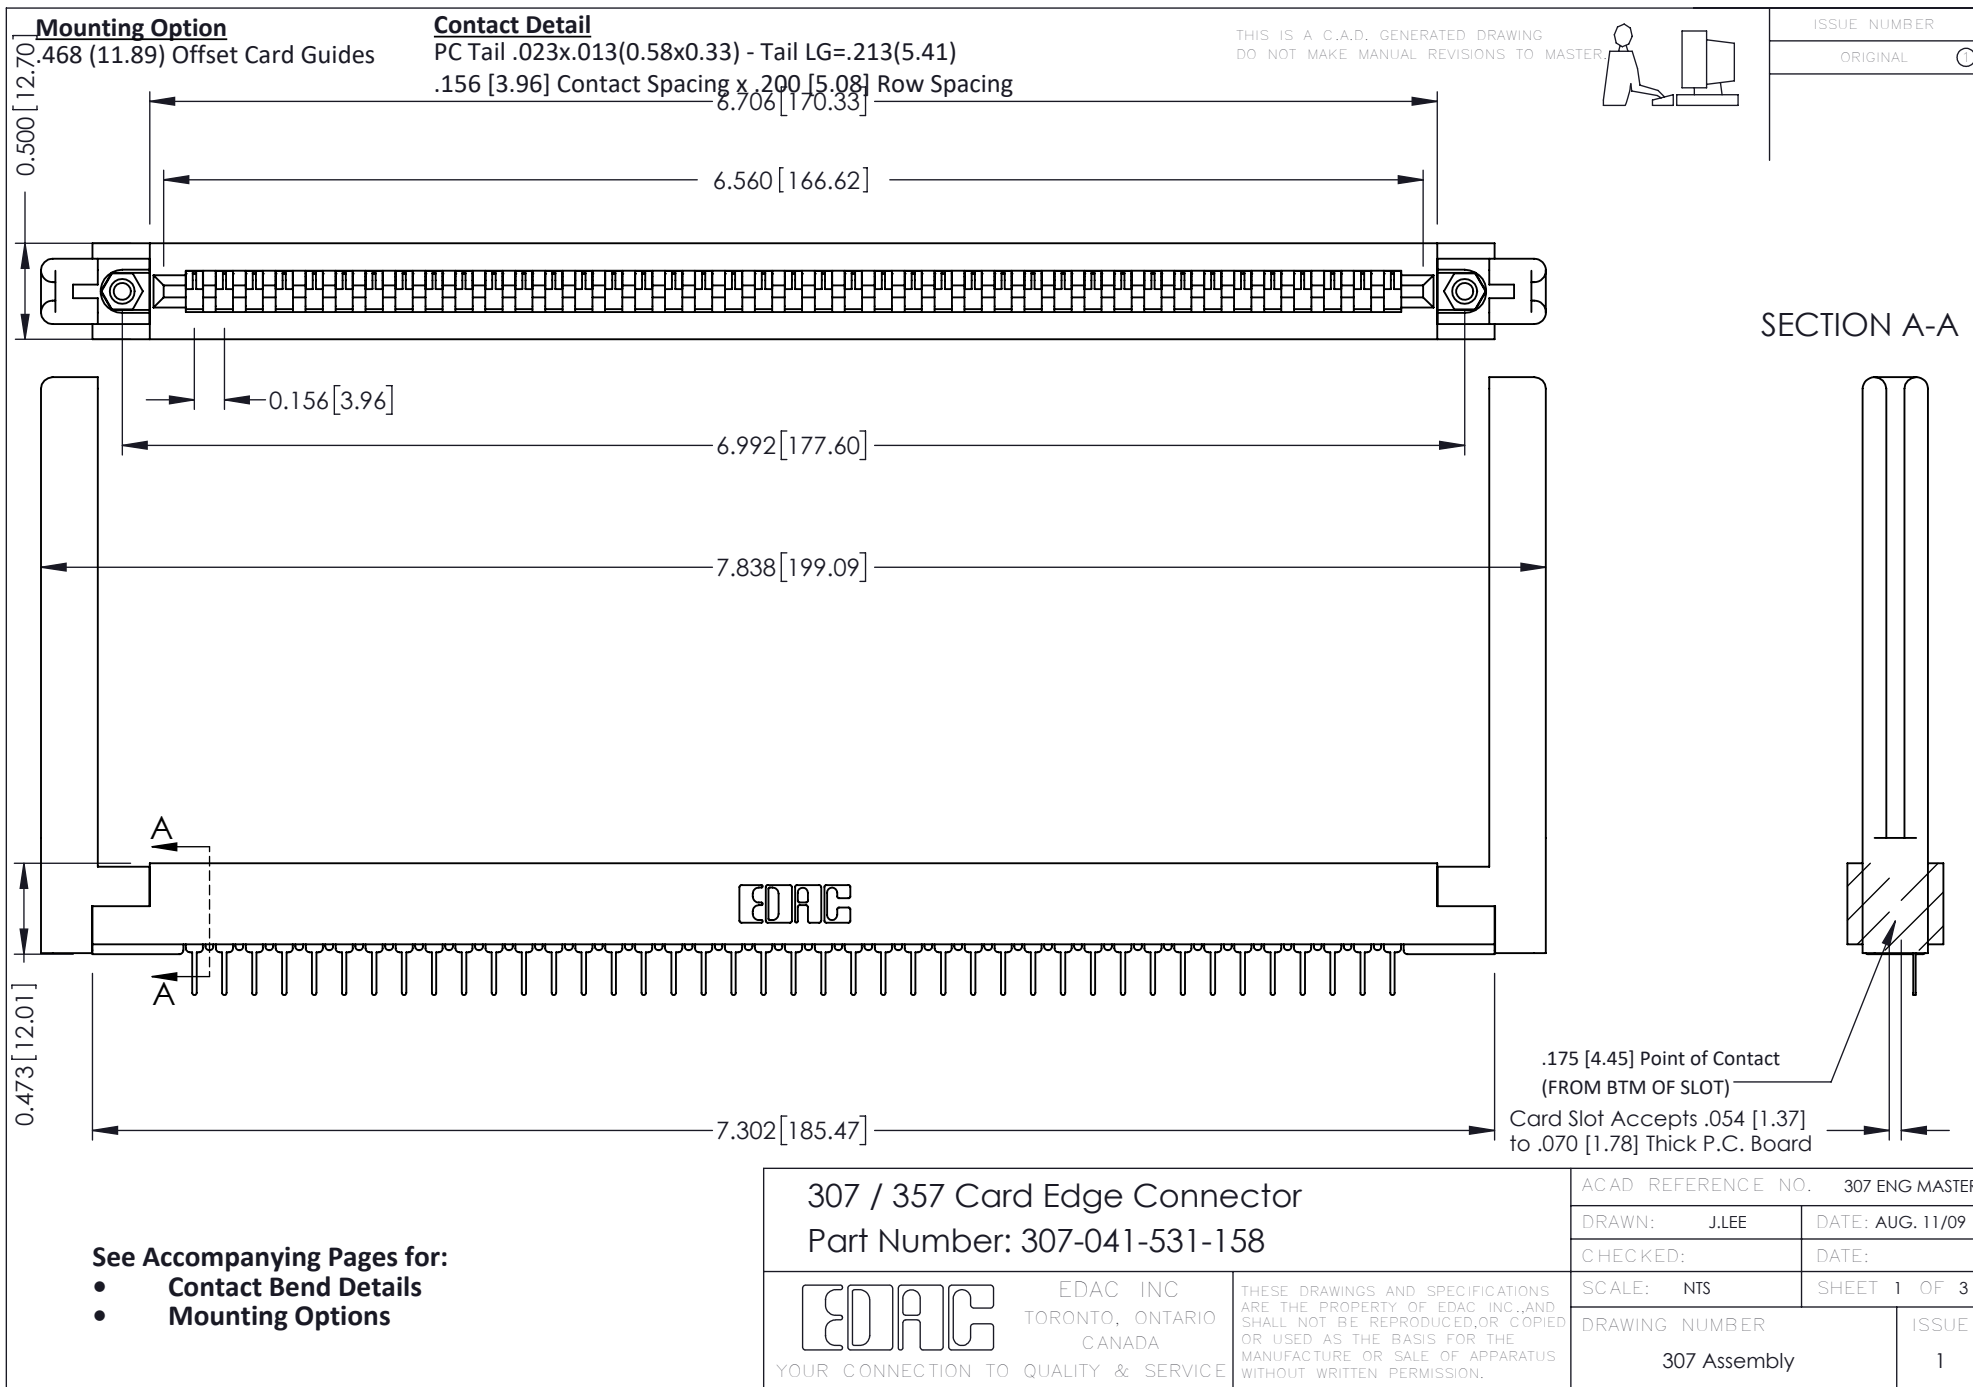 Mounting Option
.468 (11.89) Offset Card Guides
Contact Detail
PC Tail .023x.013(0.58x0.33) - Tail LG=.213(5.41)
.156 [3.96] Contact Spacing x .200 [5.08] Row Spacing
THIS IS A C.A.D. GENERATED DRAWING
DO NOT MAKE MANUAL REVISIONS TO MASTER.
ISSUE NUMBER
ORIGINAL 1
0.500 [12.70]
6.706 [170.33]
6.560 [166.62]
SECTION A-A
0.156 [3.96]
6.992 [177.60]
7.838 [199.09]
A
EDAC
A
0.473 [12.01]
.175 [4.45] Point of Contact
(FROM BTM OF SLOT)
Card Slot Accepts .054 [1.37]
to .070 [1.78] Thick P.C. Board
7.302 [185.47]
See Accompanying Pages for:
• Contact Bend Details
• Mounting Options
307 / 357 Card Edge Connector
Part Number: 307-041-531-158
EDAC
EDAC INC
TORONTO, ONTARIO
CANADA
YOUR CONNECTION TO QUALITY & SERVICE
THESE DRAWINGS AND SPECIFICATIONS
ARE THE PROPERTY OF EDAC INC.,AND
SHALL NOT BE REPRODUCED,OR COPIED
OR USED AS THE BASIS FOR THE
MANUFACTURE OR SALE OF APPARATUS
WITHOUT WRITTEN PERMISSION.
ACAD REFERENCE NO. 307 ENG MASTER
DRAWN: J.LEE DATE: AUG. 11/09
CHECKED: DATE:
SCALE: NTS SHEET 1 OF 3
DRAWING NUMBER ISSUE
307 Assembly 1